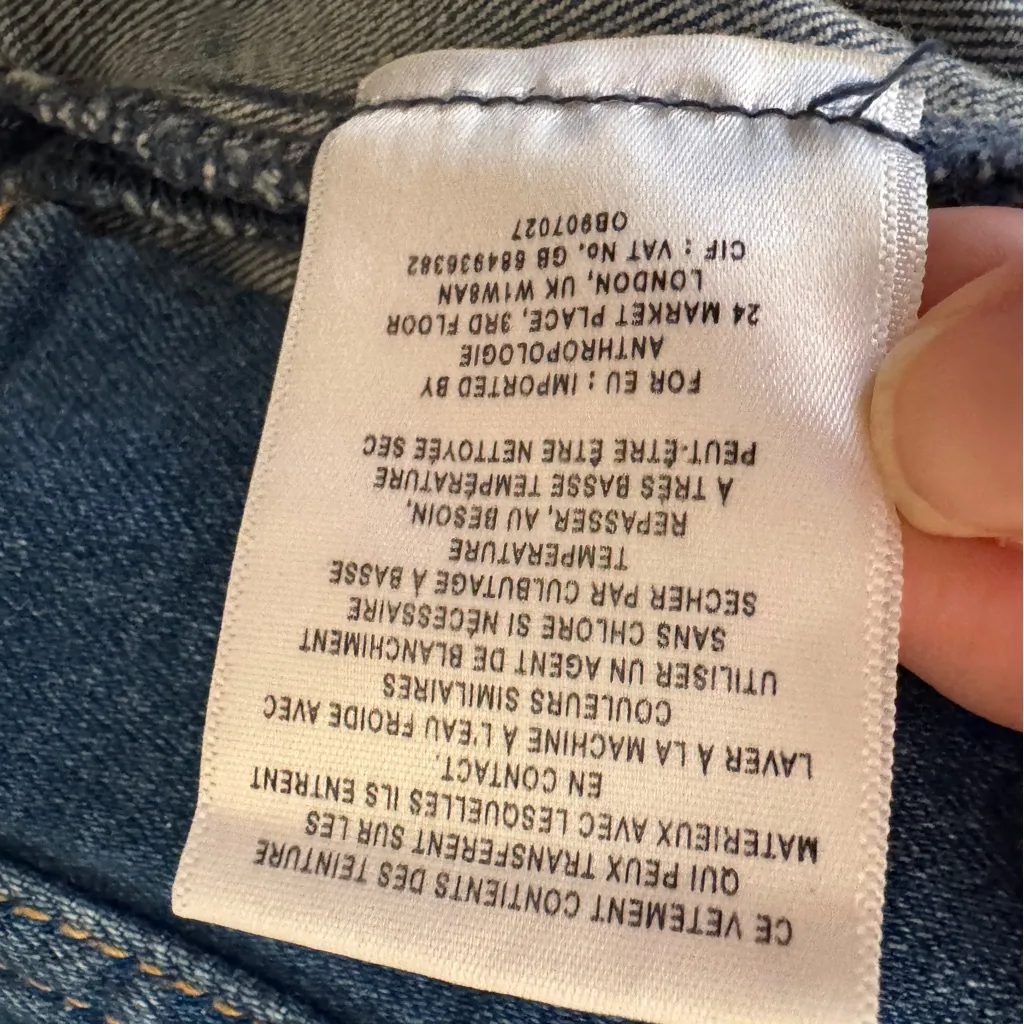 CE VETEMENT CONTIENTS DES TEINTURE
QUI PEUX TRANSFERENT SUR LES
MATERIEUX AVEC LESQUELLES ILS ENTRENT
EN CONTACT.
LAVER À LA MACHINE À L'EAU FROIDE AVEC
COULEURS SIMILAIRES
UTILISER UN AGENT DE BLANCHIMENT
SANS CHLORE SI NÉCESSAIRE
SECHER PAR CULBUTAGE À BASSE
TEMPERATURE
REPASSER, AU BESOIN,
A TRÈS BASSE TEMPÉRATURE
PEUT-ÊTRE ÊTRE NETTOYÉE SEC
FOR EU : IMPORTED BY
ANTHROPOLOGIE
24 MARKET PLACE, 3RD FLOOR
LONDON, UK W1W8AN
CIF : VAT No. GB 684936382
OB907027